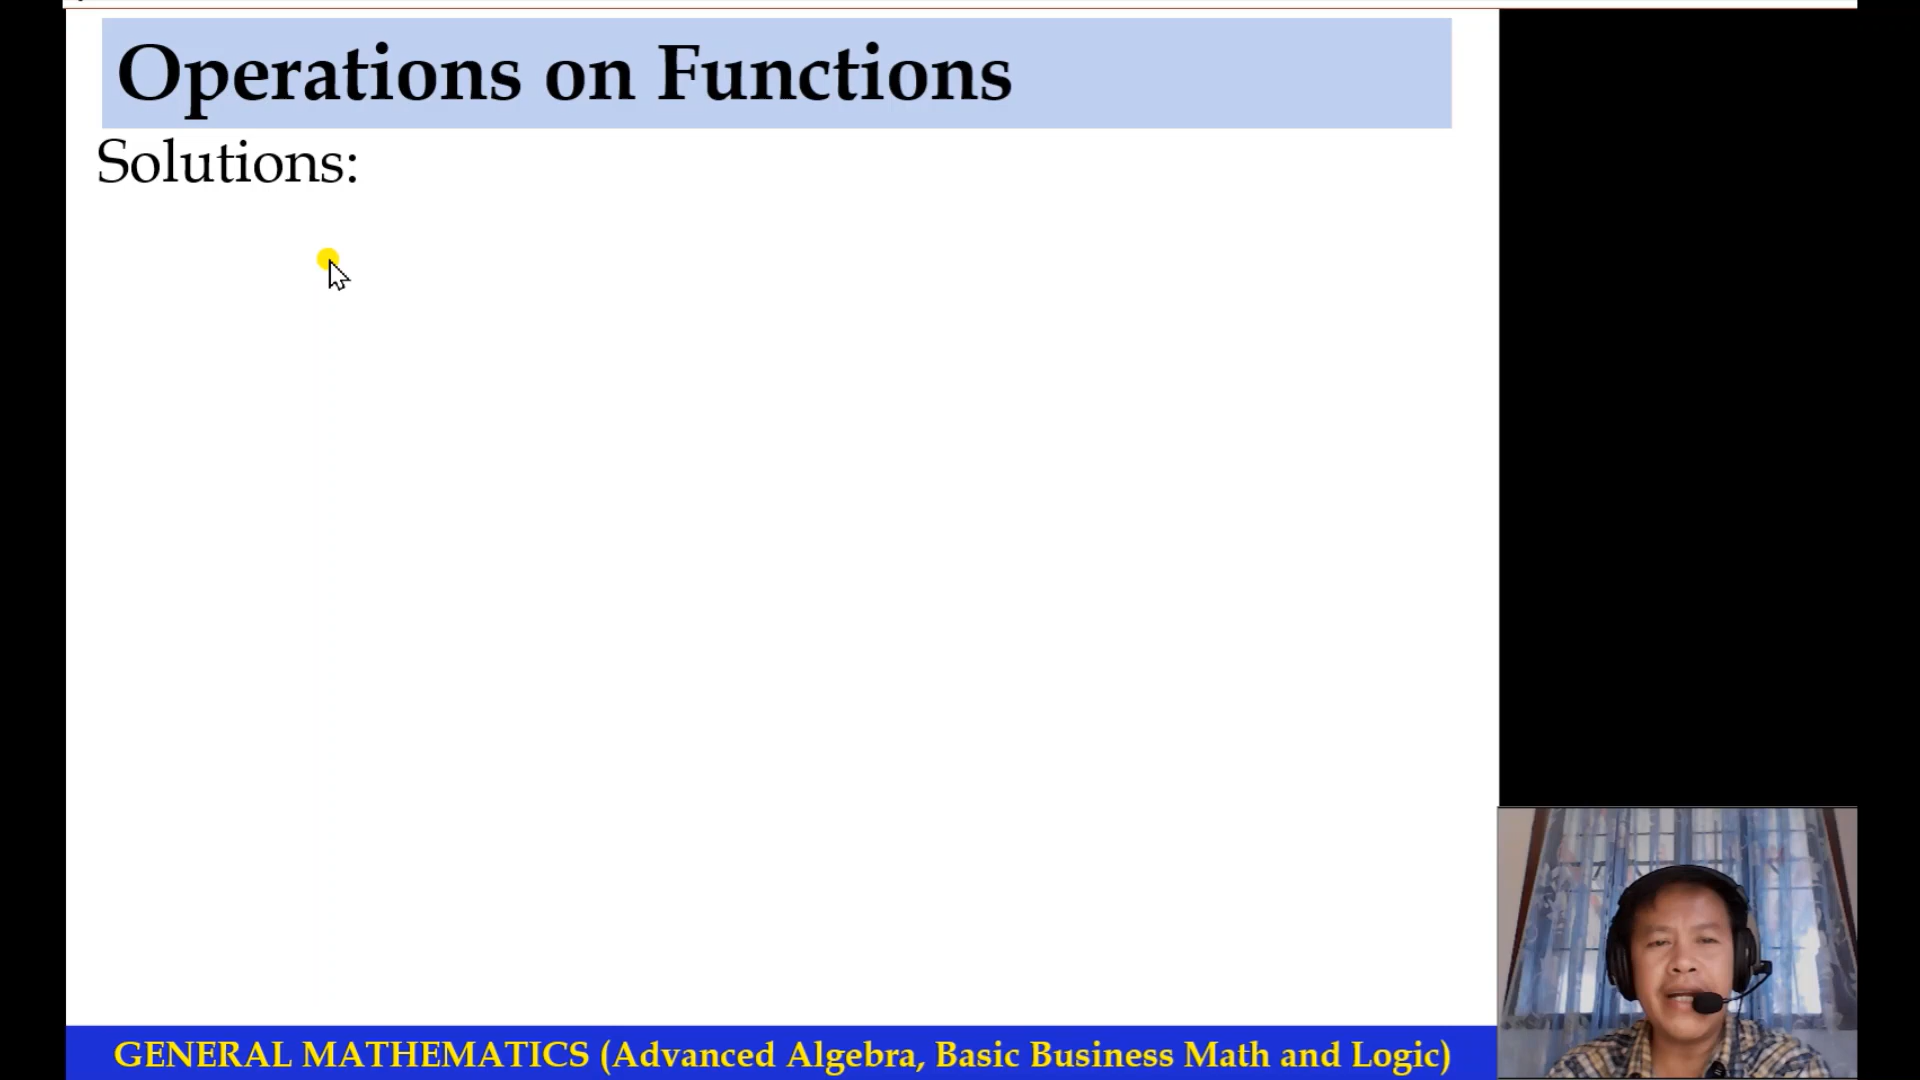 Operations on Functions
Solutions:
GENERAL MATHEMATICS (Advanced Algebra, Basic Business Math and Logic)